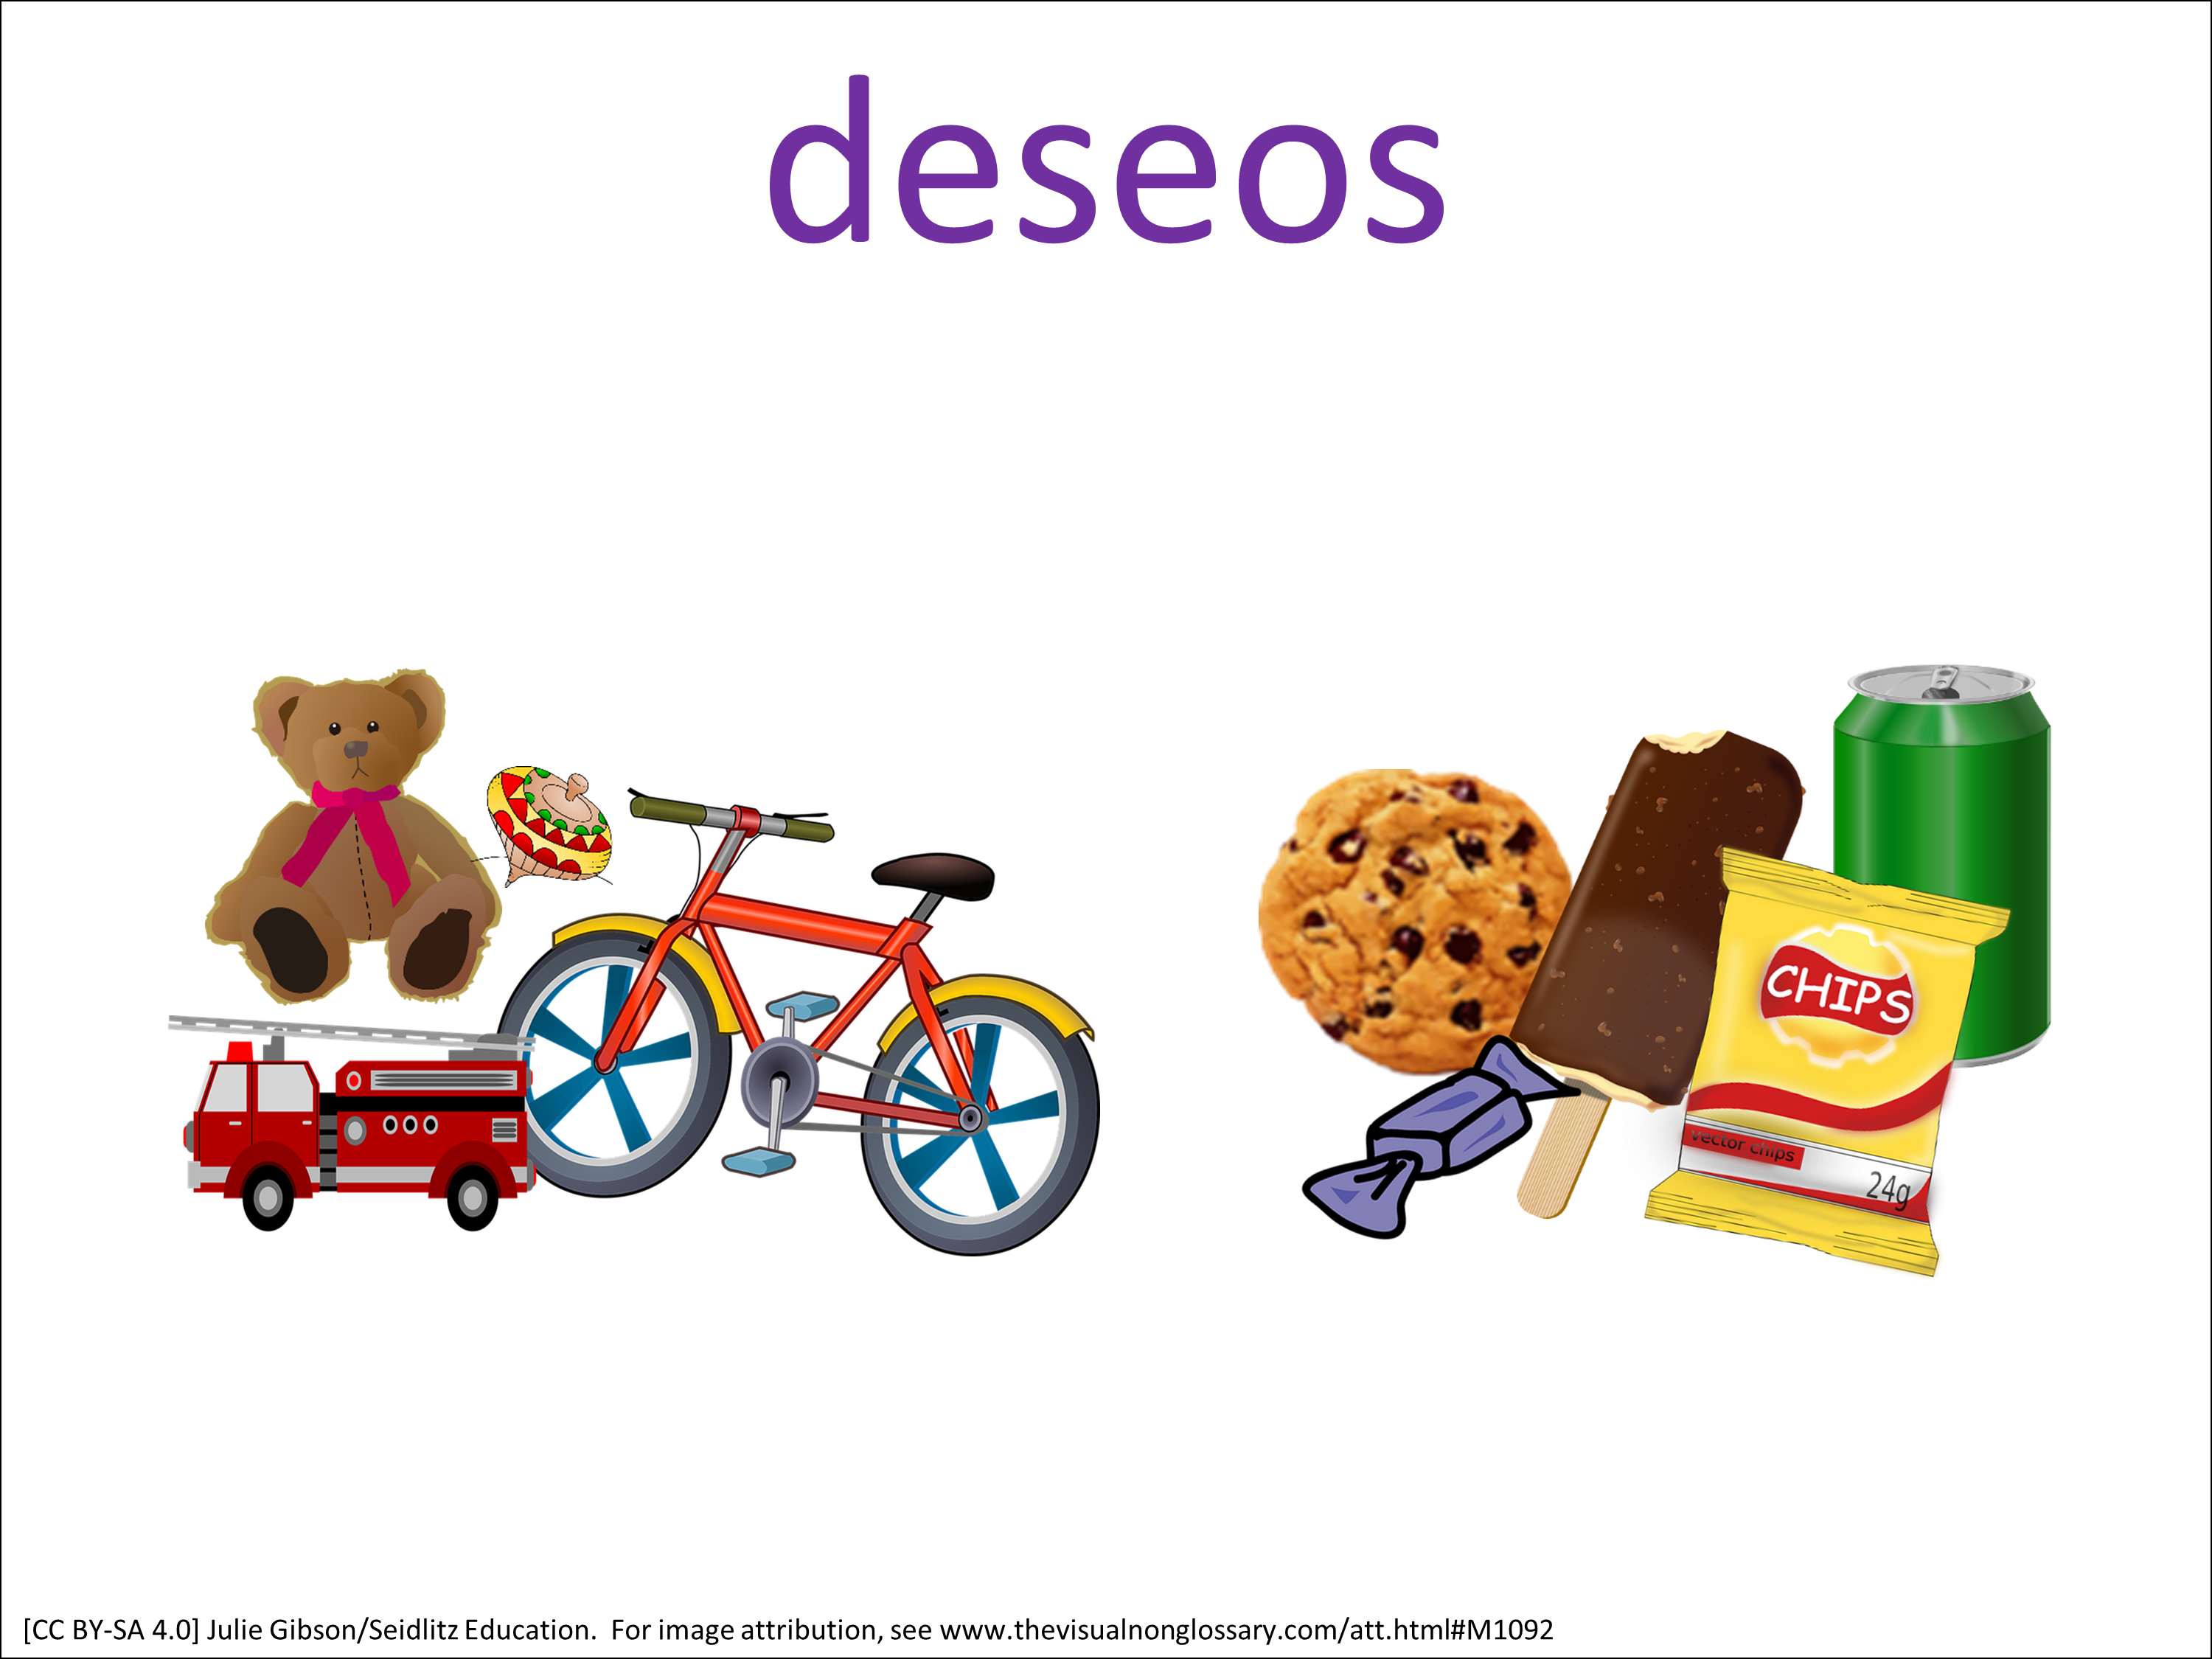 deseos
CHIPS
vector chips
24g
[CC BY-SA 4.0] Julie Gibson/Seidlitz Education.  For image attribution, see www.thevisualnonglossary.com/att.html#M1092